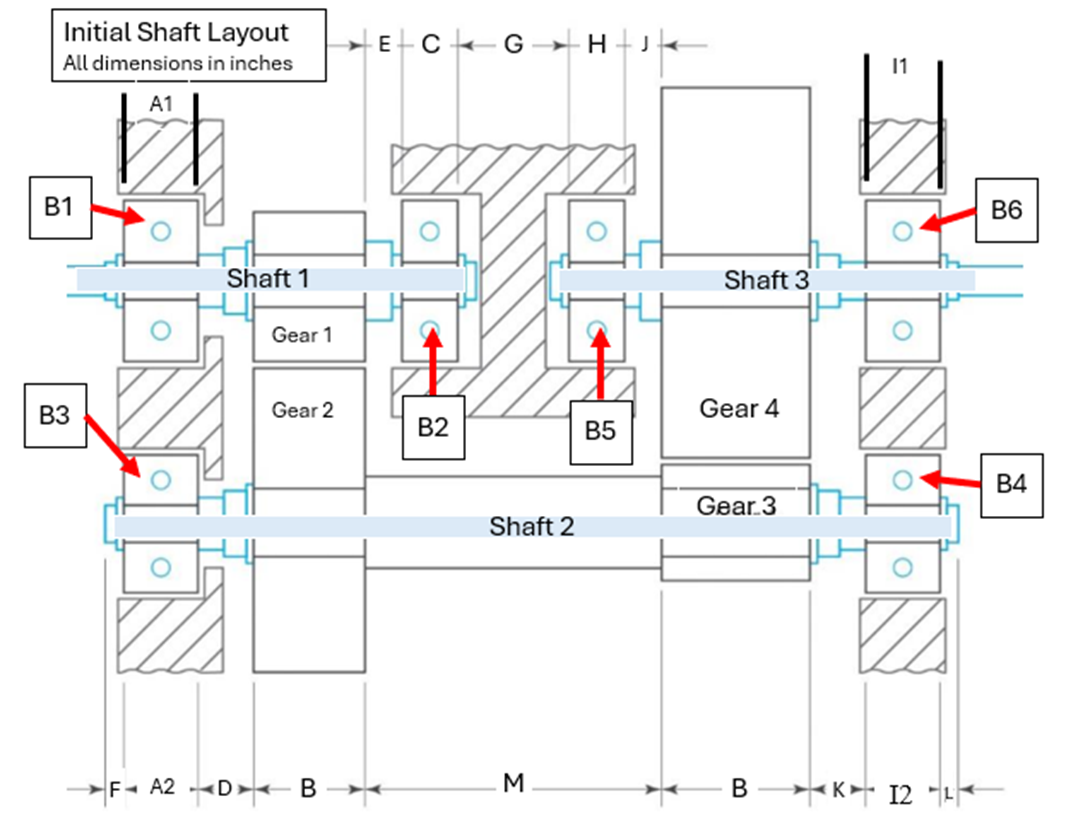 Initial Shaft Layout
All dimensions in inches
E C G H J
I1
A1
B1
B6
Shaft 1
Shaft 3
Gear 1
Gear 2
Gear 4
B3
B2
B5
B4
Gear 3
Shaft 2
F A2 D B M B K I2 L